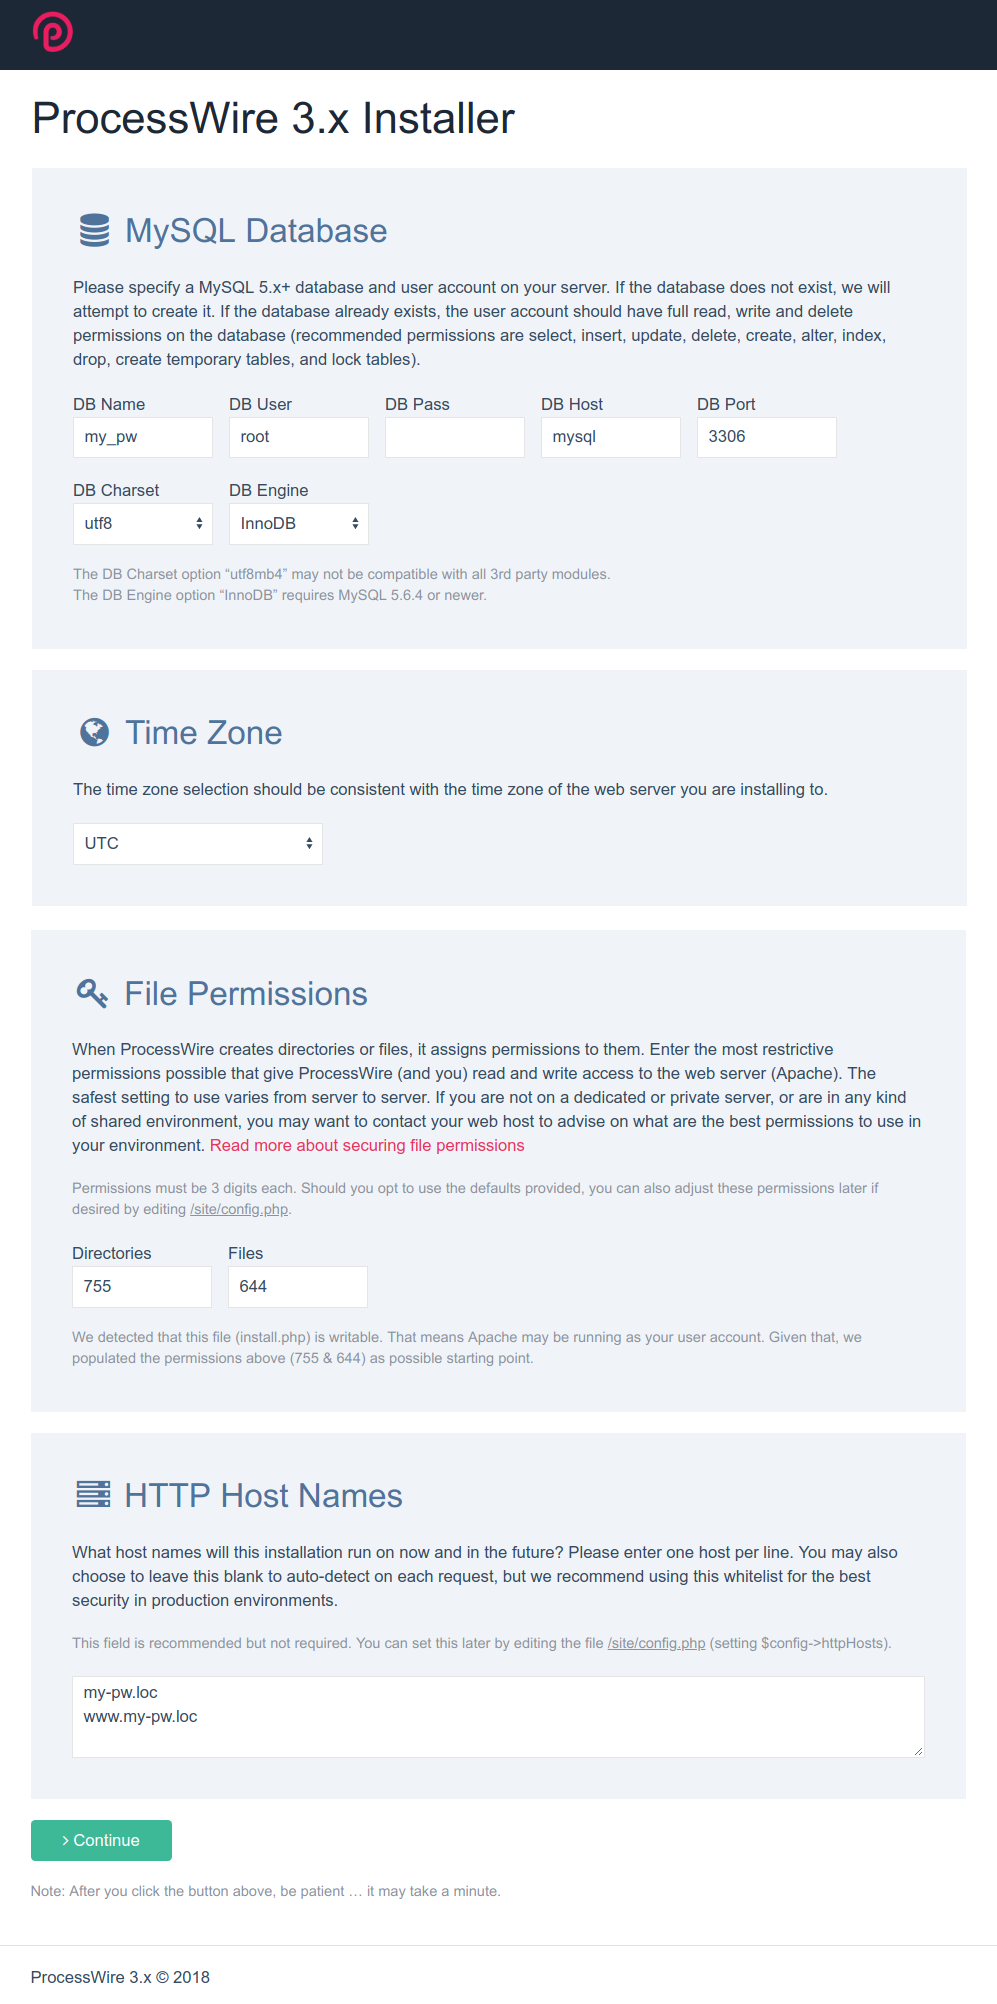 ProcessWire 3.x Installer
MySQL Database
Please specify a MySQL 5.x+ database and user account on your server. If the database does not exist, we will
attempt to create it. If the database already exists, the user account should have full read, write and delete
permissions on the database (recommended permissions are select, insert, update, delete, create, alter, index,
drop, create temporary tables, and lock tables).
DB Name DB User DB Pass DB Host DB Port
my_pw root mysql 3306
DB Charset DB Engine
utf8 InnoDB
The DB Charset option “utf8mb4” may not be compatible with all 3rd party modules.
The DB Engine option “InnoDB” requires MySQL 5.6.4 or newer.
Time Zone
The time zone selection should be consistent with the time zone of the web server you are installing to.
UTC
File Permissions
When ProcessWire creates directories or files, it assigns permissions to them. Enter the most restrictive
permissions possible that give ProcessWire (and you) read and write access to the web server (Apache). The
safest setting to use varies from server to server. If you are not on a dedicated or private server, or are in any kind
of shared environment, you may want to contact your web host to advise on what are the best permissions to use in
your environment. Read more about securing file permissions
Permissions must be 3 digits each. Should you opt to use the defaults provided, you can also adjust these permissions later if
desired by editing /site/config.php.
Directories Files
755 644
We detected that this file (install.php) is writable. That means Apache may be running as your user account. Given that, we
populated the permissions above (755 & 644) as possible starting point.
HTTP Host Names
What host names will this installation run on now and in the future? Please enter one host per line. You may also
choose to leave this blank to auto-detect on each request, but we recommend using this whitelist for the best
security in production environments.
This field is recommended but not required. You can set this later by editing the file /site/config.php (setting $config->httpHosts).
my-pw.loc
www.my-pw.loc
Continue
Note: After you click the button above, be patient … it may take a minute.
ProcessWire 3.x © 2018